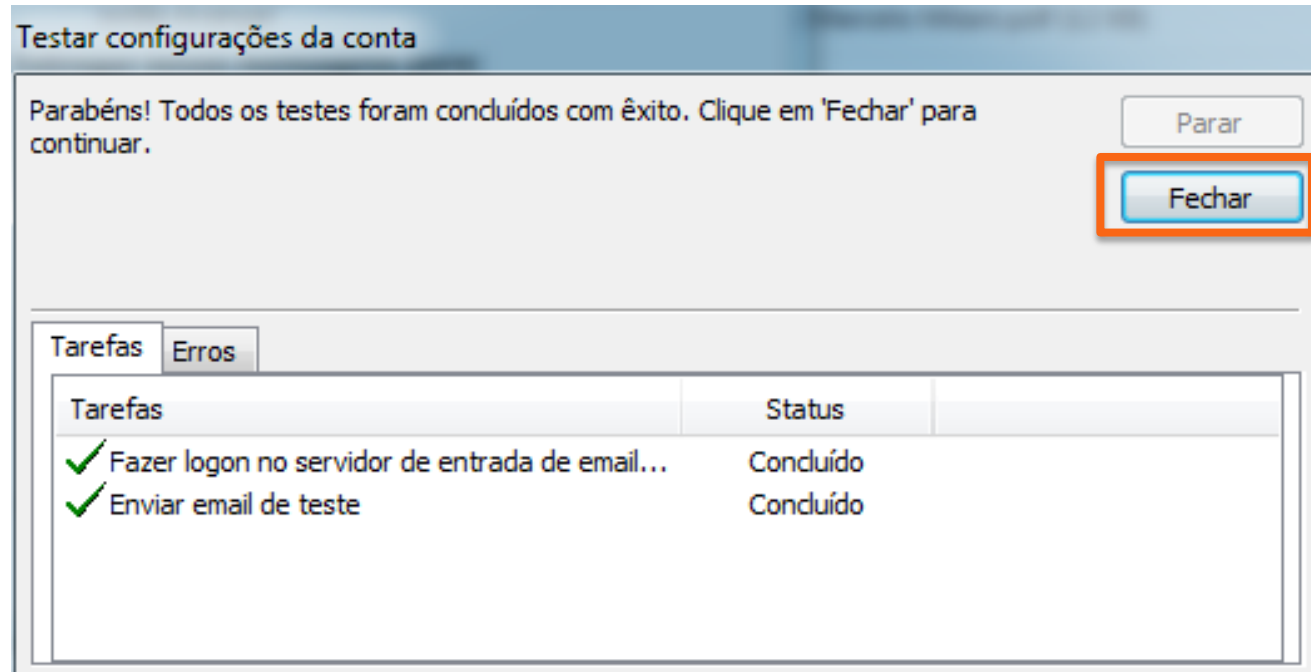 Testar configurações da conta
Parabéns! Todos os testes foram concluídos com êxito. Clique em 'Fechar' para
continuar.
Parar
Fechar
Tarefas Erros
Tarefas Status
Fazer logon no servidor de entrada de email... Concluído
Enviar email de teste Concluído